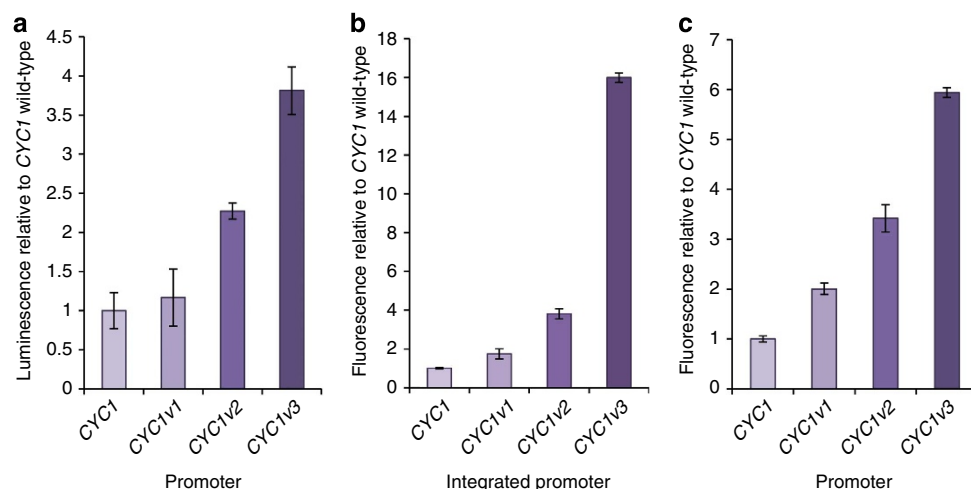 a
Luminescence relative to CYC1 wild-type
4.5
4
3.5
3
2.5
2
1.5
1
0.5
0
CYC1
CYC1v1
CYC1v2
CYC1v3
Promoter
b
Fluorescence relative to CYC1 wild-type
18
16
14
12
10
8
6
4
2
0
CYC1
CYC1v1
CYC1v2
CYC1v3
Integrated promoter
c
Fluorescence relative to CYC1 wild-type
7
6
5
4
3
2
1
0
CYC1
CYC1v1
CYC1v2
CYC1v3
Promoter